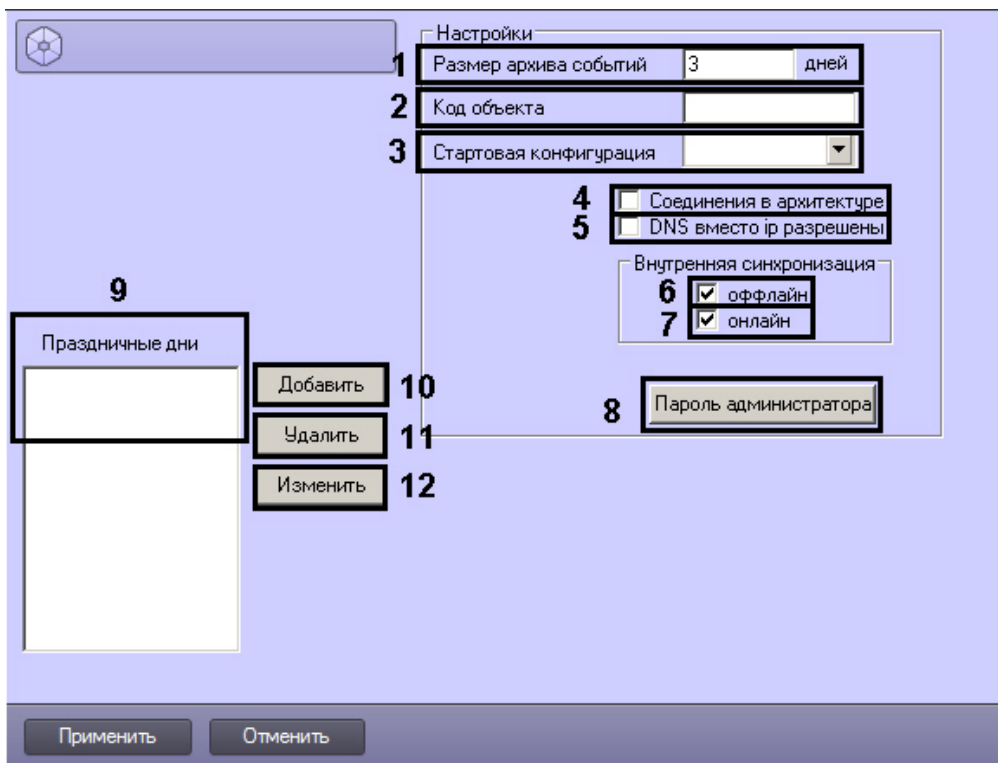 Настройки
1 Размер архива событий 3 дней
2 Код объекта
3 Стартовая конфигурация
4 Соединения в архитектуре
5 DNS вместо ip разрешены
Внутренняя синхронизация
6 оффлайн
7 онлайн
8 Пароль администратора
9
Праздничные дни
Добавить 10
Удалить 11
Изменить 12
Применить Отменить